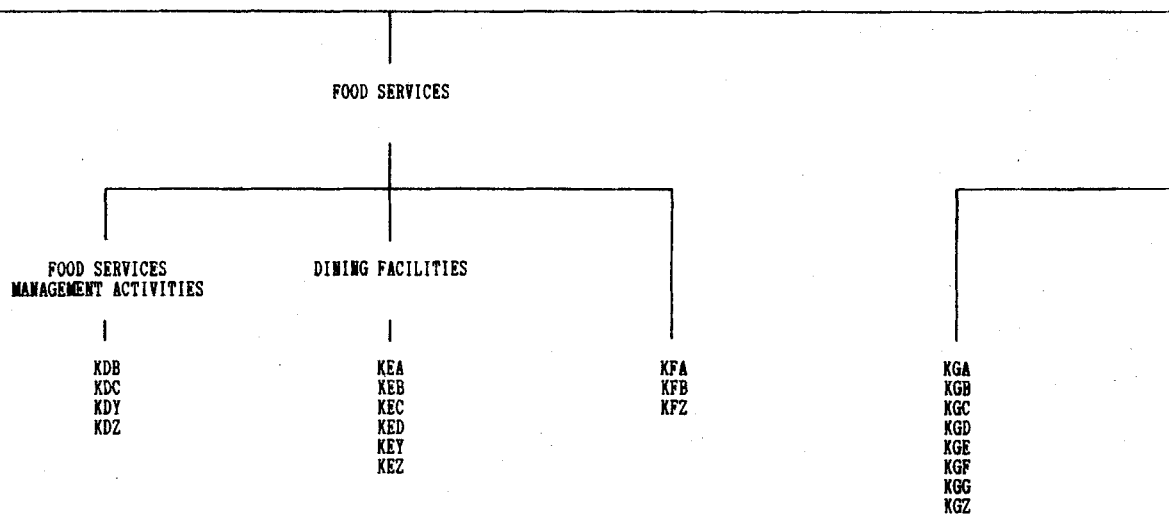 FOOD SERVICES
FOOD SERVICES
MANAGEMENT ACTIVITIES
DINING FACILITIES
KDB
KDC
KDY
KDZ
KEA
KEB
KEC
KED
KEY
KEZ
KFA
KFB
KFZ
KGA
KGB
KGC
KGD
KGE
KGF
KGG
KGZ